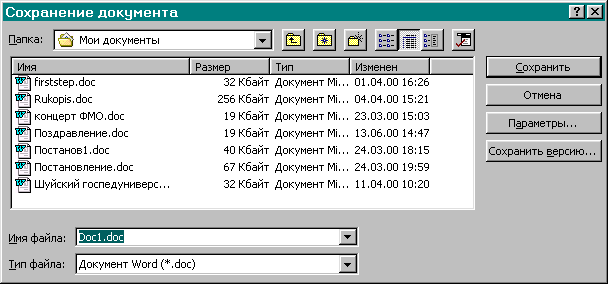 Сохранение документа
Папка: Мои документы
Имя Размер Тип Изменен
firststep.doc 32 Кбайт Документ Mi... 01.04.00 16:26
Rukopis.doc 256 Кбайт Документ Mi... 04.04.00 15:21
концерт ФМО.doc 19 Кбайт Документ Mi... 23.03.00 15:03
Поздравление.doc 19 Кбайт Документ Mi... 13.06.00 14:47
Постанов1.doc 40 Кбайт Документ Mi... 24.03.00 18:15
Постановление.doc 67 Кбайт Документ Mi... 24.03.00 19:59
Шуйский госпедуниверс... 32 Кбайт Документ Mi... 11.04.00 10:20
Сохранить
Отмена
Параметры...
Сохранить версию...
Имя файла: Doc1.doc
Тип файла: Документ Word (*.doc)